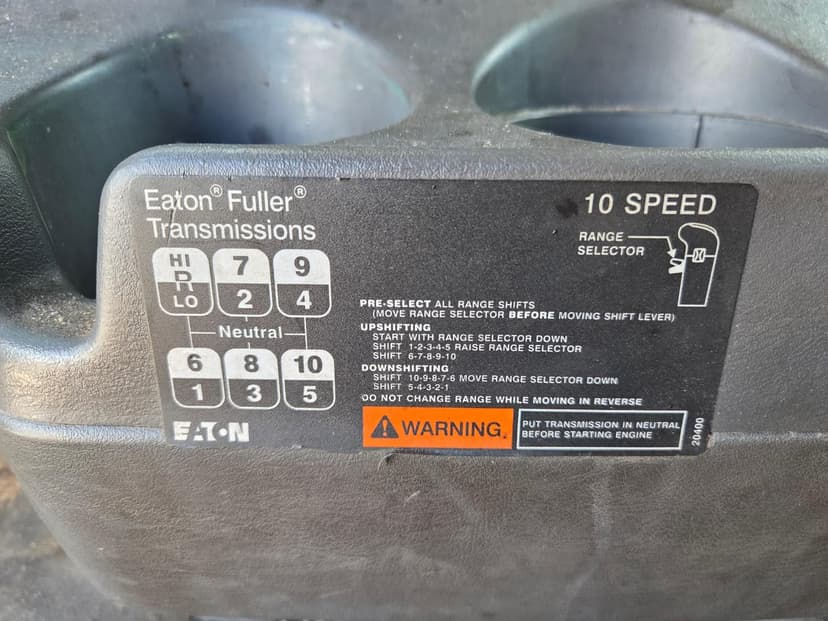 Eaton® Fuller®
Transmissions
10 SPEED
RANGE
SELECTOR
HI 7 9
R
LO 2 4
Neutral
6 8 10
1 3 5
PRE-SELECT ALL RANGE SHIFTS
(MOVE RANGE SELECTOR BEFORE MOVING SHIFT LEVER)
UPSHIFTING
START WITH RANGE SELECTOR DOWN
SHIFT 1-2-3-4-5 RAISE RANGE SELECTOR
SHIFT 6-7-8-9-10
DOWNSHIFTING
SHIFT 10-9-8-7-6 MOVE RANGE SELECTOR DOWN
SHIFT 5-4-3-2-1
DO NOT CHANGE RANGE WHILE MOVING IN REVERSE
EATON
WARNING.
PUT TRANSMISSION IN NEUTRAL
BEFORE STARTING ENGINE
20400